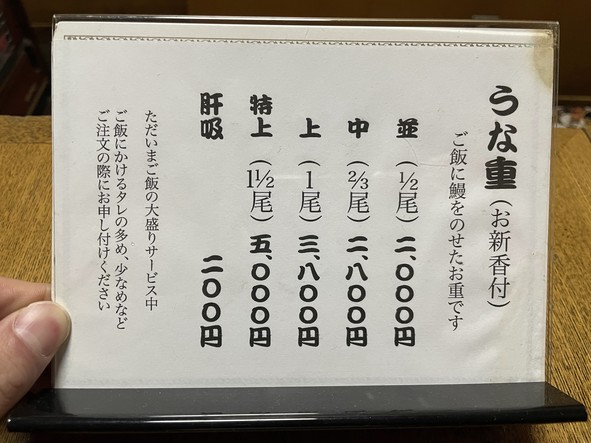 うな重(お新香付)
ご飯に鰻をのせたお重です
並(½尾)二、〇〇〇円
中(⅔尾)二、八〇〇円
上(1尾)三、八〇〇円
特上(1½尾)五、〇〇〇円
肝吸 二〇〇円
ただいまご飯の大盛りサービス中
ご飯にかけるタレの多め、少なめなど
ご注文の際にお申し付けください